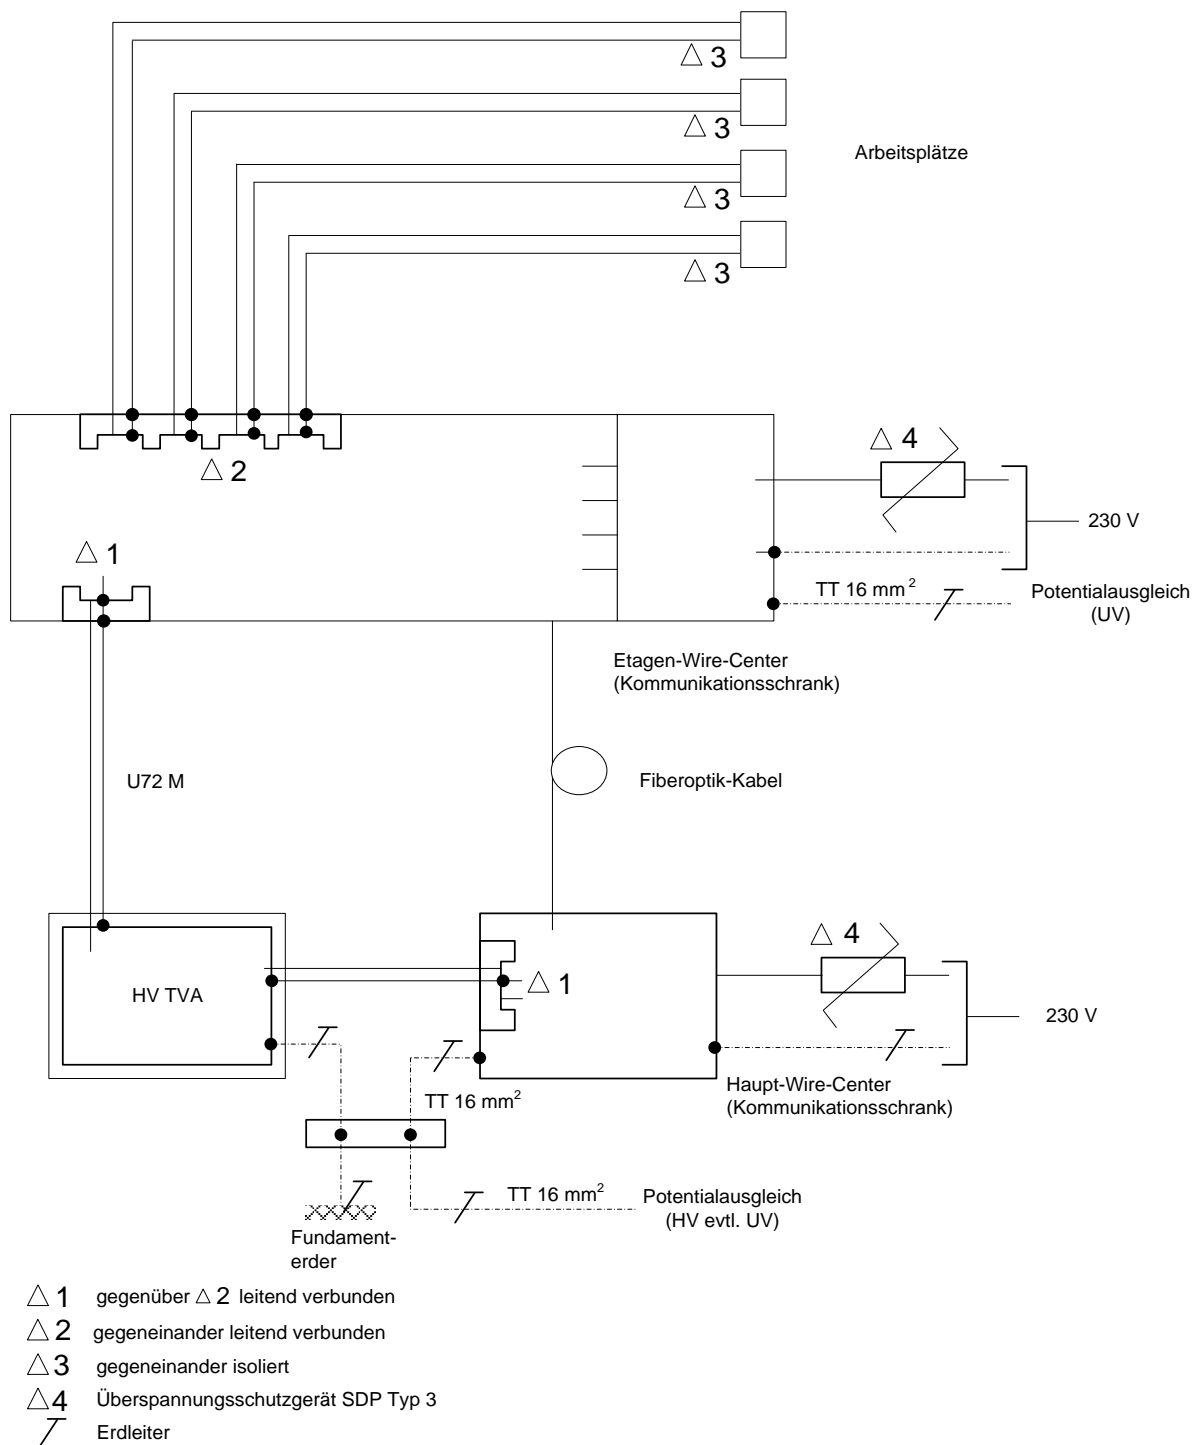 △ 3
△ 3
Arbeitsplätze
△ 3
△ 3
△ 4
△ 2
230 V
△ 1
TT 16 mm²
Potentialausgleich
(UV)
Etagen-Wire-Center
(Kommunikationsschrank)
U72 M
Fiberoptik-Kabel
△ 4
HV TVA
△ 1
230 V
Haupt-Wire-Center
(Kommunikationsschrank)
TT 16 mm²
TT 16 mm²
Potentialausgleich
(HV evtl. UV)
Fundament-
erder
△ 1 gegenüber △ 2 leitend verbunden
△ 2 gegeneinander leitend verbunden
△ 3 gegeneinander isoliert
△ 4 Überspannungsschutzgerät SDP Typ 3
Erdleiter